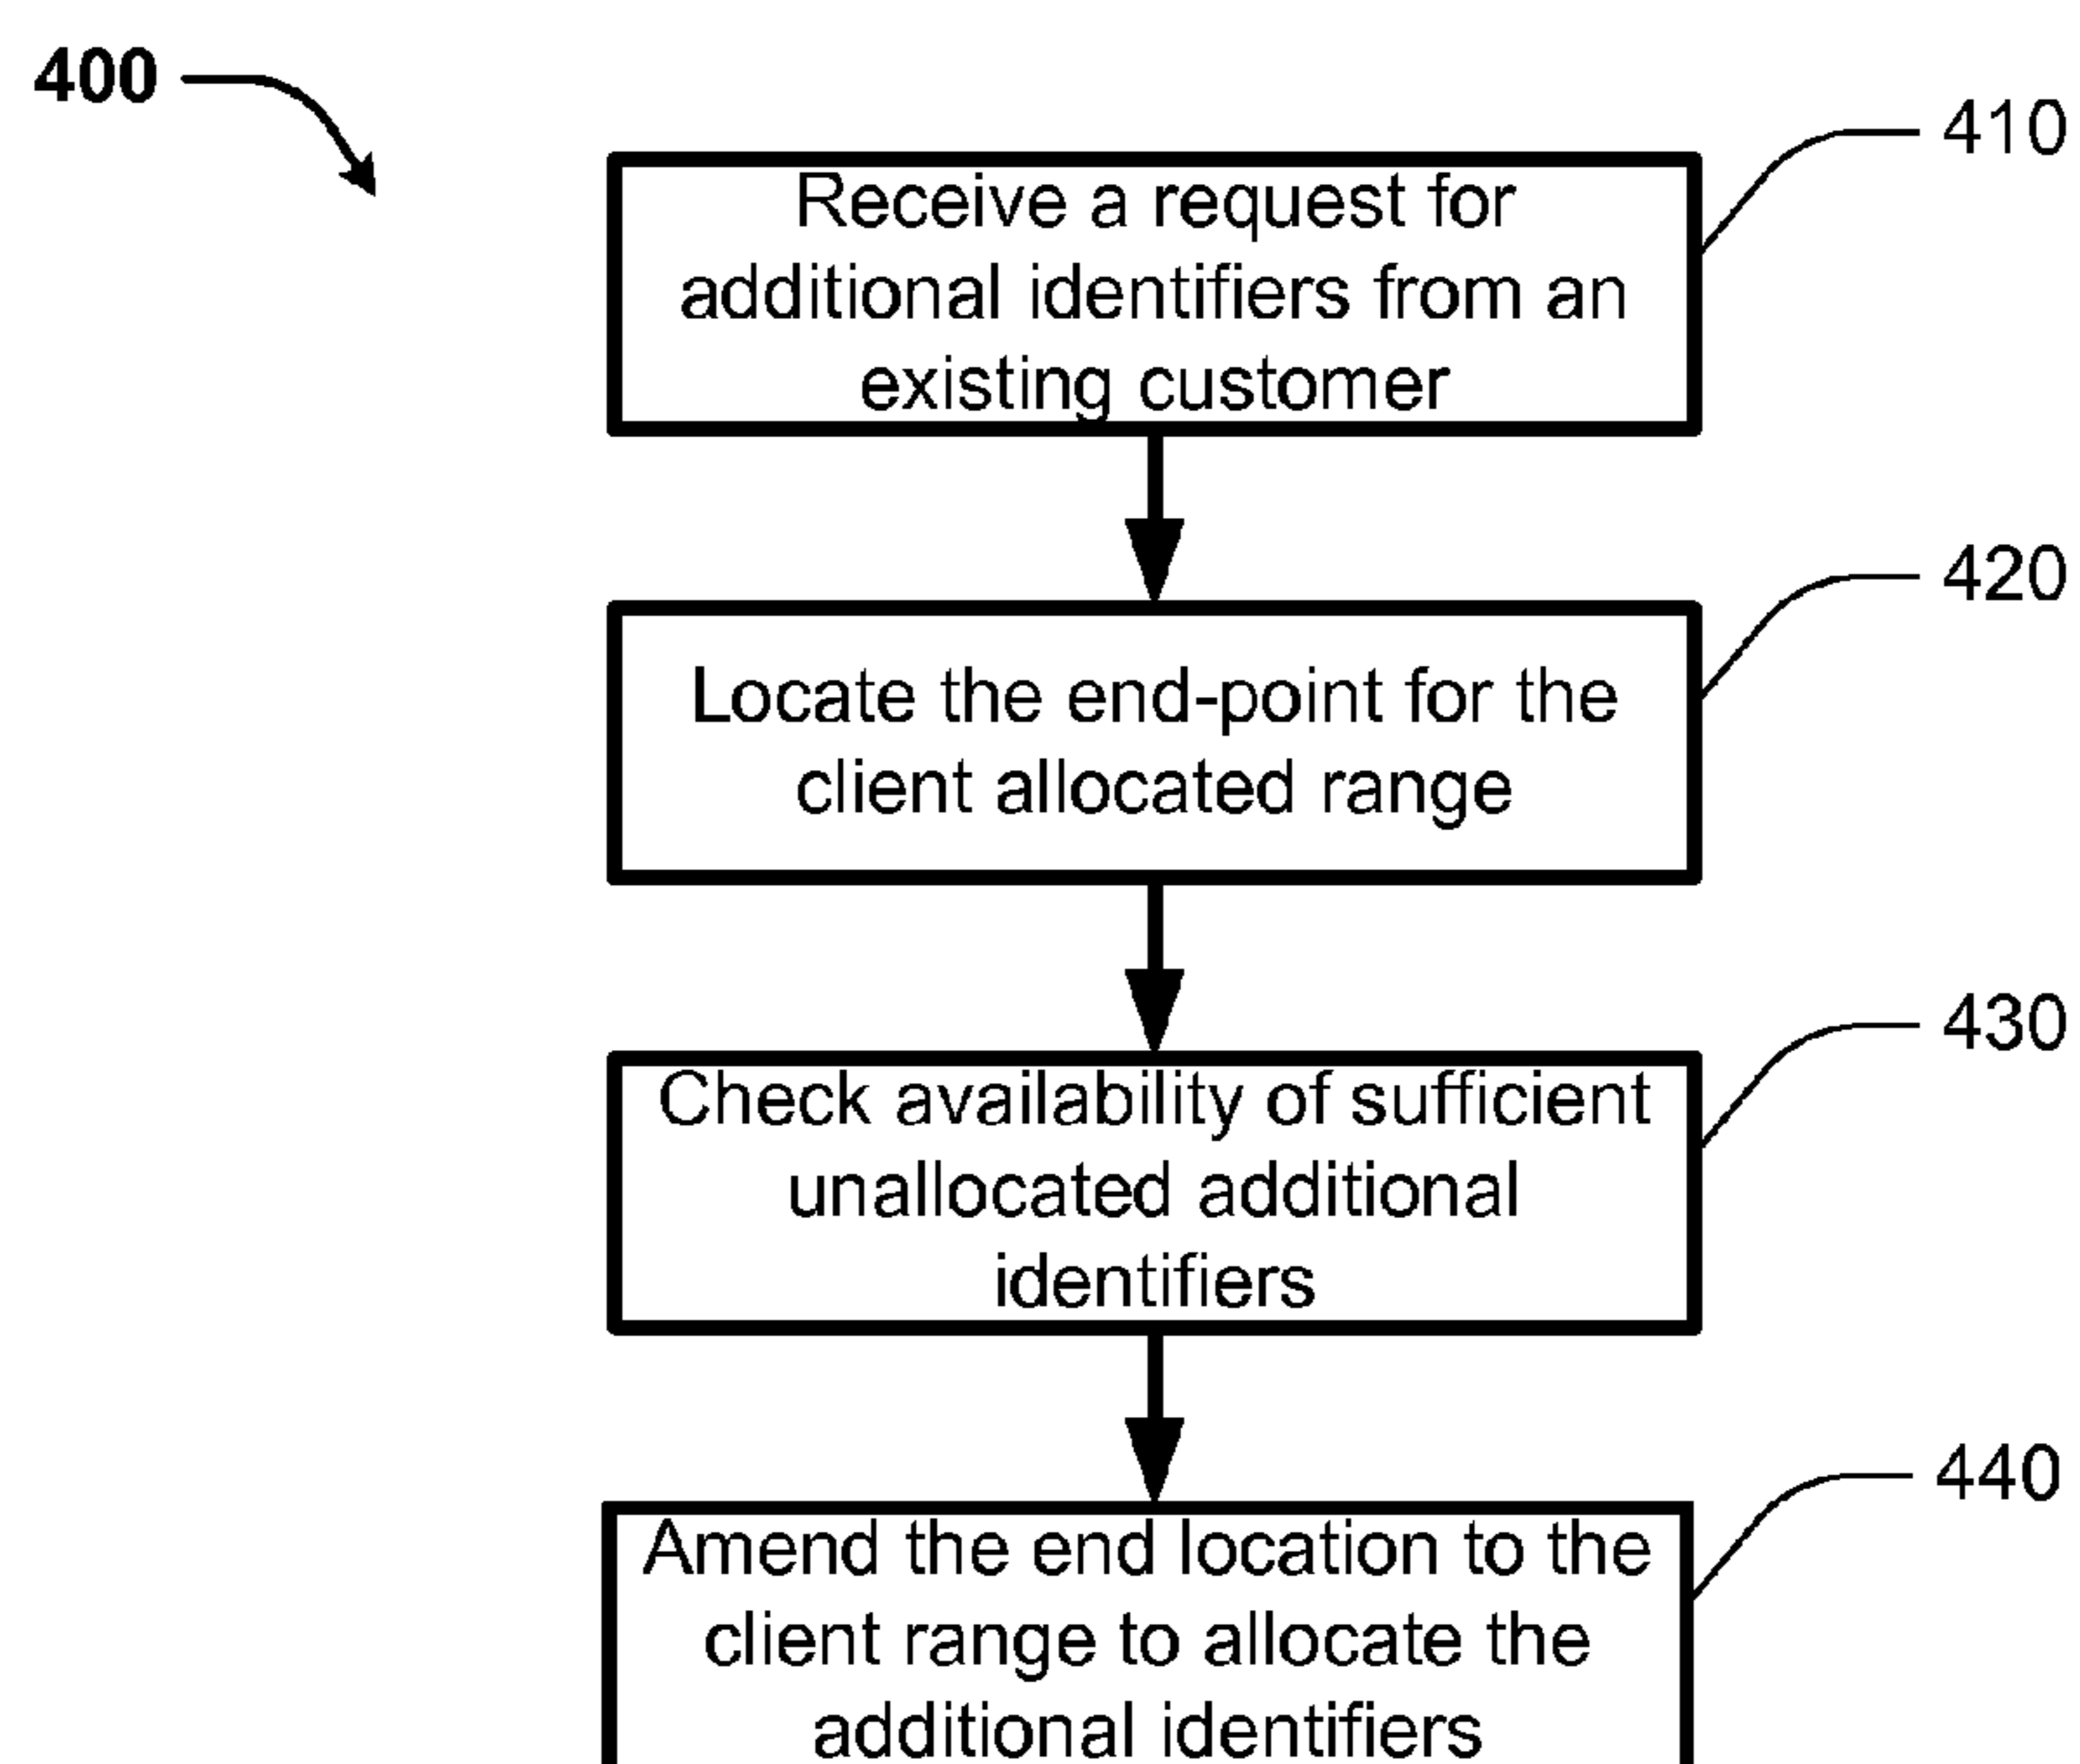 400
410
Receive a request for
additional identifiers from an
existing customer
420
Locate the end-point for the
client allocated range
430
Check availability of sufficient
unallocated additional
identifiers
440
Amend the end location to the
client range to allocate the
additional identifiers